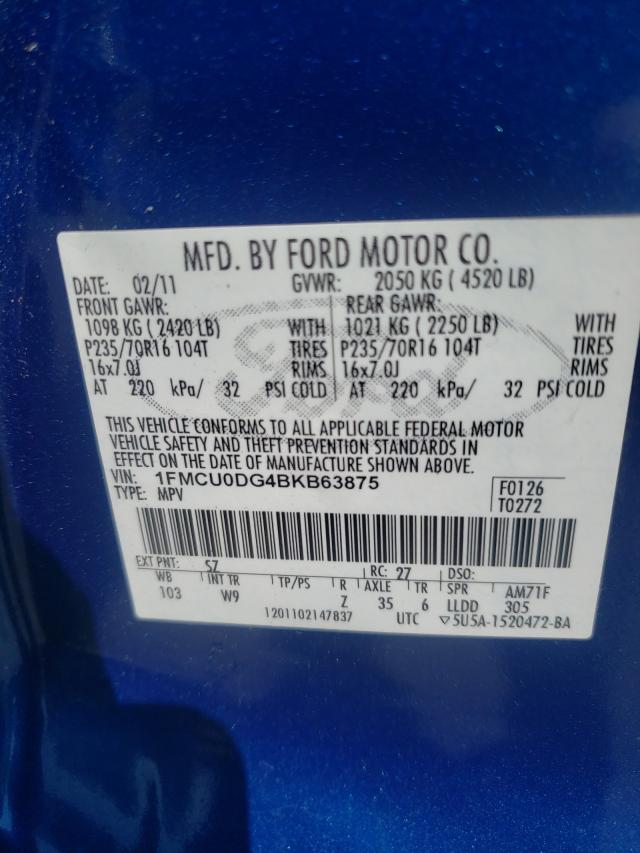 MFD. BY FORD MOTOR CO.
DATE: 02/11 GVWR: 2050 KG ( 4520 LB)
FRONT GAWR: REAR GAWR:
1098 KG ( 2420 LB) WITH 1021 KG ( 2250 LB) WITH
P235/70R16 104T TIRES P235/70R16 104T TIRES
16x7.0J RIMS 16x7.0J RIMS
AT 220 kPa/ 32 PSI COLD AT 220 kPa/ 32 PSI COLD
Ford
THIS VEHICLE CONFORMS TO ALL APPLICABLE FEDERAL MOTOR
VEHICLE SAFETY AND THEFT PREVENTION STANDARDS IN
EFFECT ON THE DATE OF MANUFACTURE SHOWN ABOVE.
VIN: 1FMCU0DG4BKB63875 F0126
TYPE: MPV T0272
EXT PNT: SZ RC: 27 DSO:
WB INT TR TP/PS R AXLE TR SPR AM71F
103 W9 Z 35 6 LLDD 305
1201102147837 UTC ▽5U5A-1520472-BA